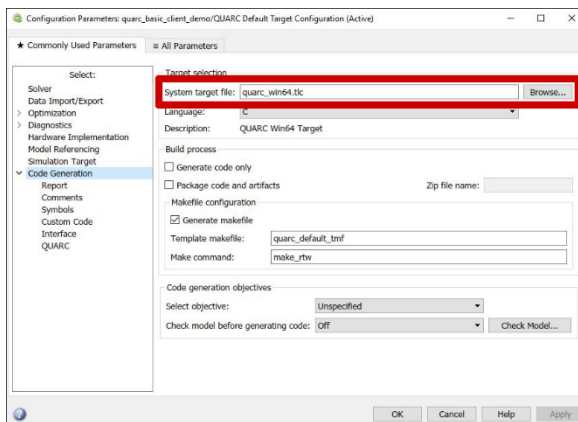 Configuration Parameters: quarc_basic_client_demo/QUARC Default Target Configuration (Active)
★ Commonly Used Parameters
≡ All Parameters
Select:
Solver
Data Import/Export
Optimization
Diagnostics
Hardware Implementation
Model Referencing
Simulation Target
Code Generation
Report
Comments
Symbols
Custom Code
Interface
QUARC
Target selection
System target file: quarc_win64.tlc Browse...
Language: C
Description: QUARC Win64 Target
Build process
Generate code only
Package code and artifacts Zip file name:
Makefile configuration
Generate makefile
Template makefile: quarc_default_tmf
Make command: make_rtw
Code generation objectives
Select objective: Unspecified
Check model before generating code: Off Check Model...
OK Cancel Help Apply